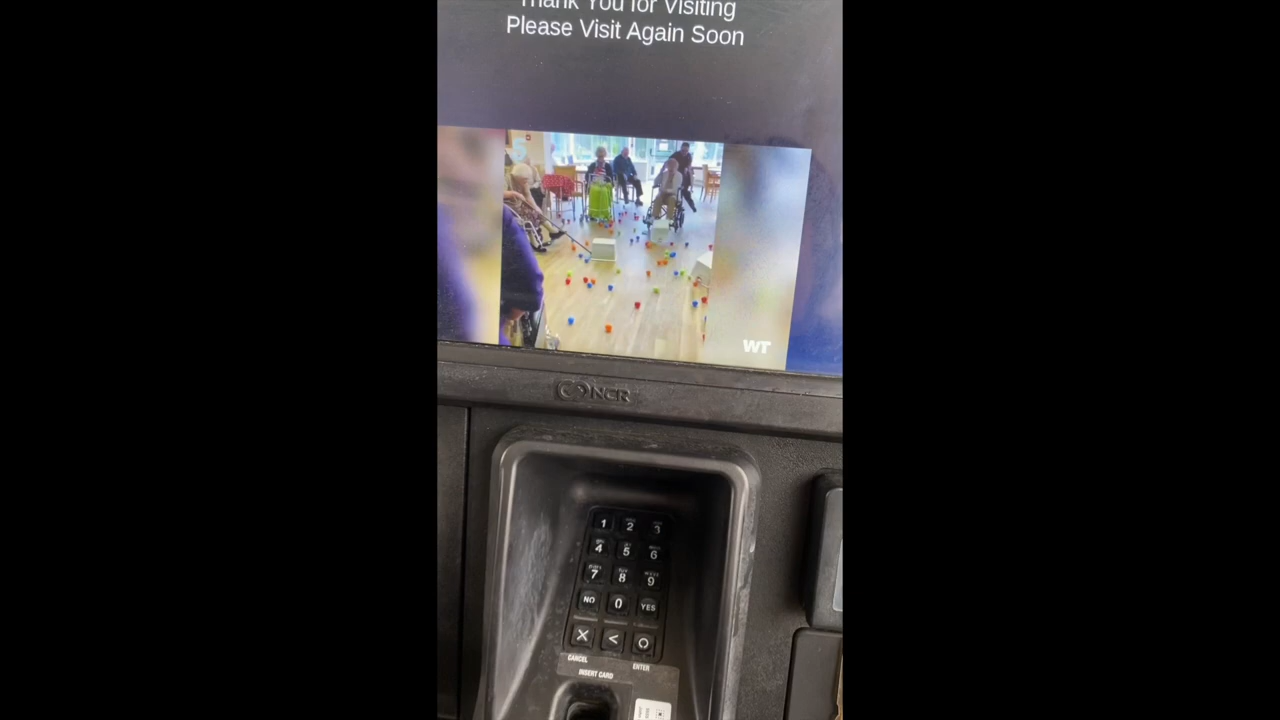 Thank You for Visiting
Please Visit Again Soon
WT
NCR
1 2 3
4 5 6
7 8 9
NO 0 YES
X <
CANCEL ENTER
INSERT CARD